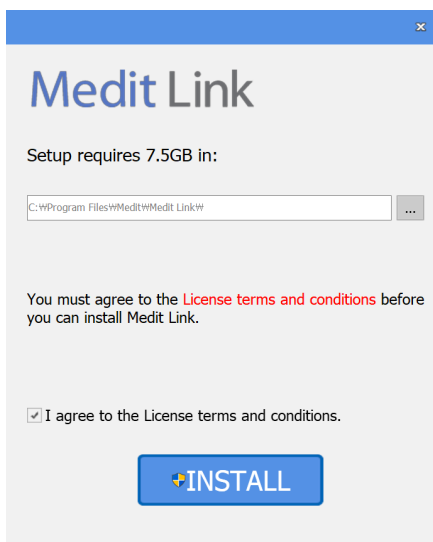 Medit Link
Setup requires 7.5GB in:
C:₩Program Files₩Medit₩Medit Link₩
...
You must agree to the License terms and conditions before
you can install Medit Link.
I agree to the License terms and conditions.
INSTALL